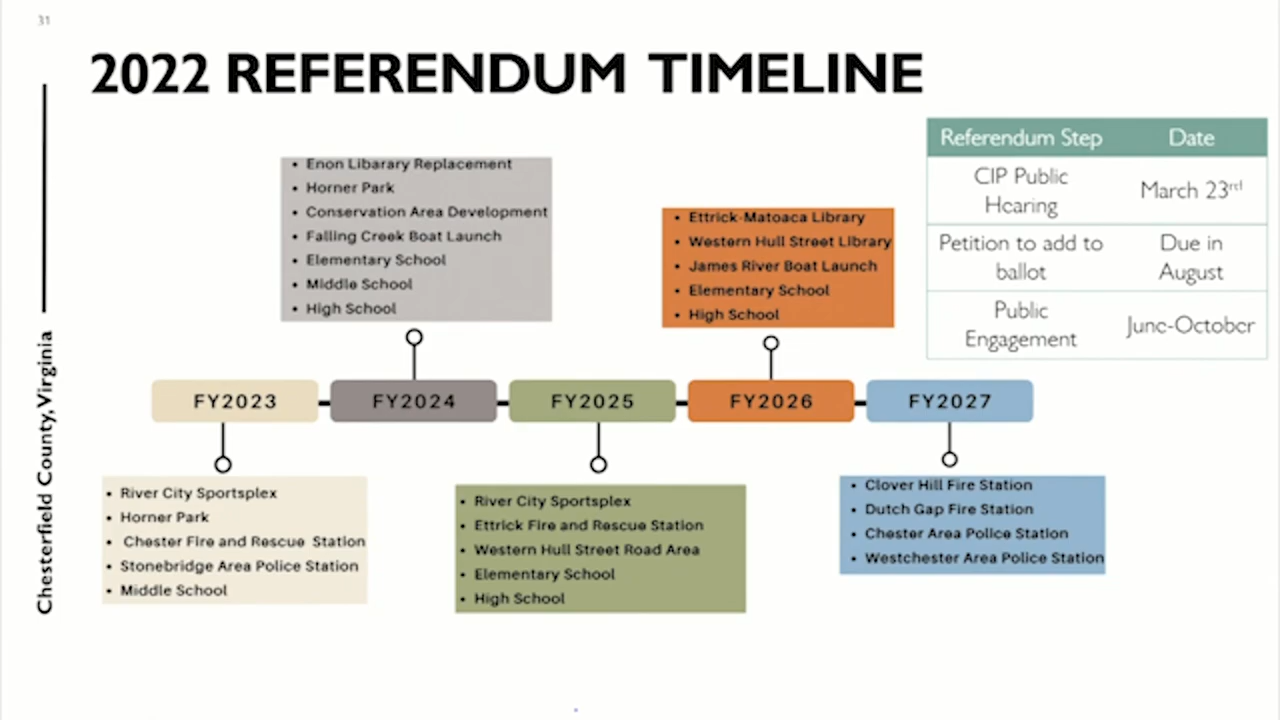 31
2022 REFERENDUM TIMELINE
Chesterfield County, Virginia
• Enon Libarary Replacement
• Horner Park
• Conservation Area Development
• Falling Creek Boat Launch
• Elementary School
• Middle School
• High School
• Ettrick-Matoaca Library
• Western Hull Street Library
• James River Boat Launch
• Elementary School
• High School
Referendum Step Date
CIP Public
Hearing
March 23rd
Petition to add to
ballot
Due in
August
Public
Engagement
June-October
FY2023
FY2024
FY2025
FY2026
FY2027
• River City Sportsplex
• Horner Park
• Chester Fire and Rescue Station
• Stonebridge Area Police Station
• Middle School
• River City Sportsplex
• Ettrick Fire and Rescue Station
• Western Hull Street Road Area
• Elementary School
• High School
• Clover Hill Fire Station
• Dutch Gap Fire Station
• Chester Area Police Station
• Westchester Area Police Station